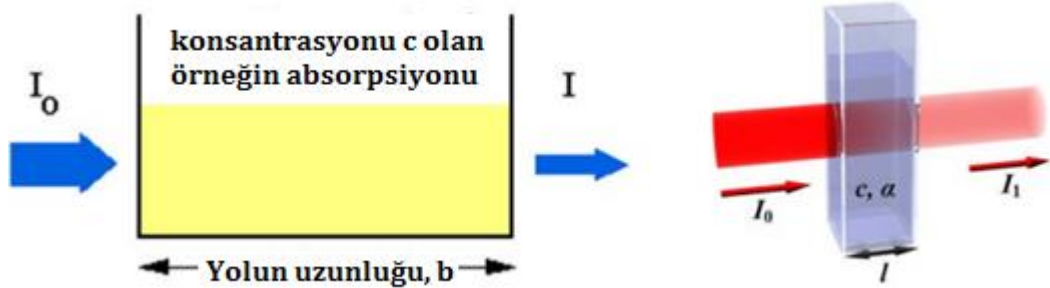 konsantrasyonu c olan
örneğin absorpsiyonu
I₀
I
Yolun uzunluğu, b
I₀
c, α
I₁
l